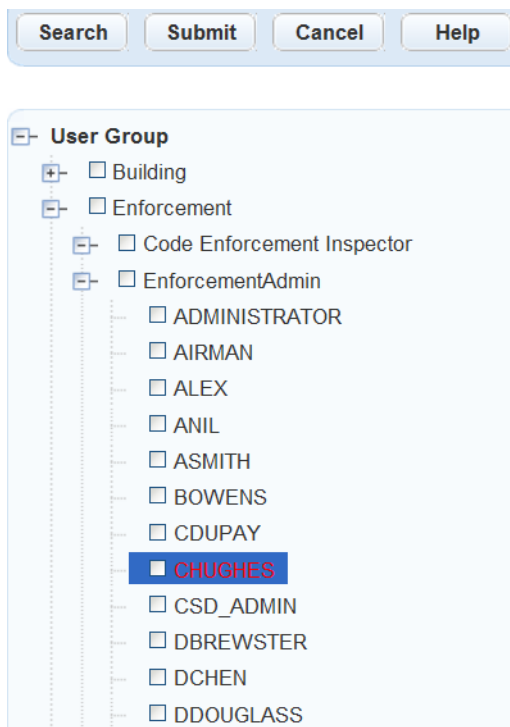 Search Submit Cancel Help
User Group
Building
Enforcement
Code Enforcement Inspector
EnforcementAdmin
ADMINISTRATOR
AIRMAN
ALEX
ANIL
ASMITH
BOWENS
CDUPAY
CHUGHES
CSD_ADMIN
DBREWSTER
DCHEN
DDOUGLASS